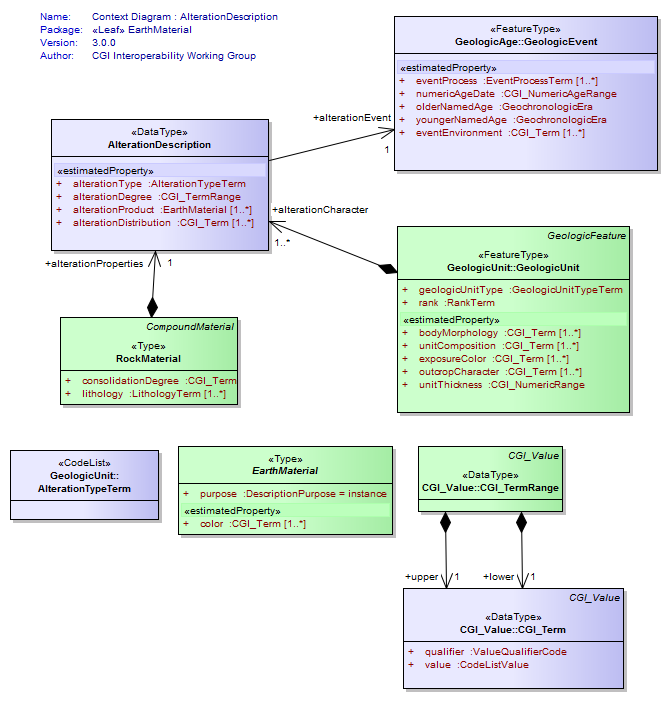 Name: Context Diagram : AlterationDescription
Package: «Leaf» EarthMaterial
Version: 3.0.0
Author: CGI Interoperability Working Group
«FeatureType»
GeologicAge::GeologicEvent
«estimatedProperty»
+ eventProcess :EventProcessTerm [1..*]
+ numericAgeDate :CGI_NumericAgeRange
+ olderNamedAge :GeochronologicEra
+ youngerNamedAge :GeochronologicEra
+ eventEnvironment :CGI_Term [1..*]
+alterationEvent
1
«DataType»
AlterationDescription
«estimatedProperty»
+ alterationType :AlterationTypeTerm
+ alterationDegree :CGI_TermRange
+ alterationProduct :EarthMaterial [1..*]
+ alterationDistribution :CGI_Term [1..*]
+alterationCharacter
1..*
+alterationProperties
1
GeologicFeature
«FeatureType»
GeologicUnit::GeologicUnit
+ geologicUnitType :GeologicUnitTypeTerm
+ rank :RankTerm
«estimatedProperty»
+ bodyMorphology :CGI_Term [1..*]
+ unitComposition :CGI_Term [1..*]
+ exposureColor :CGI_Term [1..*]
+ outcropCharacter :CGI_Term [1..*]
+ unitThickness :CGI_NumericRange
CompoundMaterial
«Type»
RockMaterial
+ consolidationDegree :CGI_Term
+ lithology :LithologyTerm [1..*]
«CodeList»
GeologicUnit::
AlterationTypeTerm
«Type»
EarthMaterial
+ purpose :DescriptionPurpose = instance
«estimatedProperty»
+ color :CGI_Term [1..*]
CGI_Value
«DataType»
CGI_Value::CGI_TermRange
+upper
1
+lower
1
CGI_Value
«DataType»
CGI_Value::CGI_Term
+ qualifier :ValueQualifierCode
+ value :CodeListValue